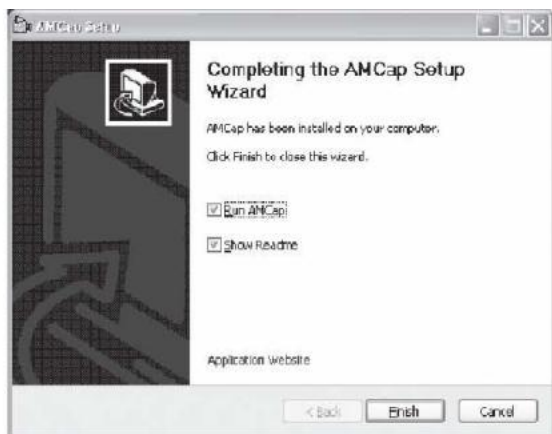 AMCap Setup
Completing the AMCap Setup
Wizard
AMCap has been installed on your computer.
Click Finish to close this wizard.
Run AMCap
Show Readme
Application Website
< Back
Finish
Cancel